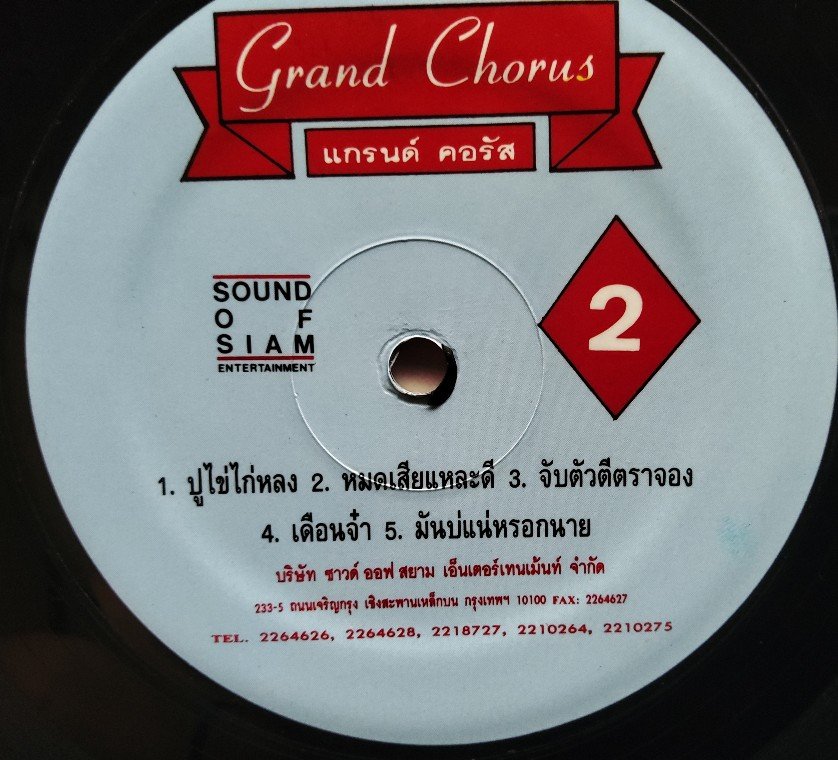 Grand Chorus
แกรนด์ คอรัส
SOUND
O F
SIAM
ENTERTAINMENT
2
1. ปูไข่ไก่หลง 2. หมดเสียแหละดี 3. จับตัวตีตราจอง
4. เดือนจ๋า 5. มันบ่แน่หรอกนาย
บริษัท ซาวด์ ออฟ สยาม เอ็นเตอร์เทนเม้นท์ จำกัด
233-5 ถนนเจริญกรุง เชิงสะพานเหล็กบน กรุงเทพฯ 10100 FAX: 2264627
TEL. 2264626, 2264628, 2218727, 2210264, 2210275